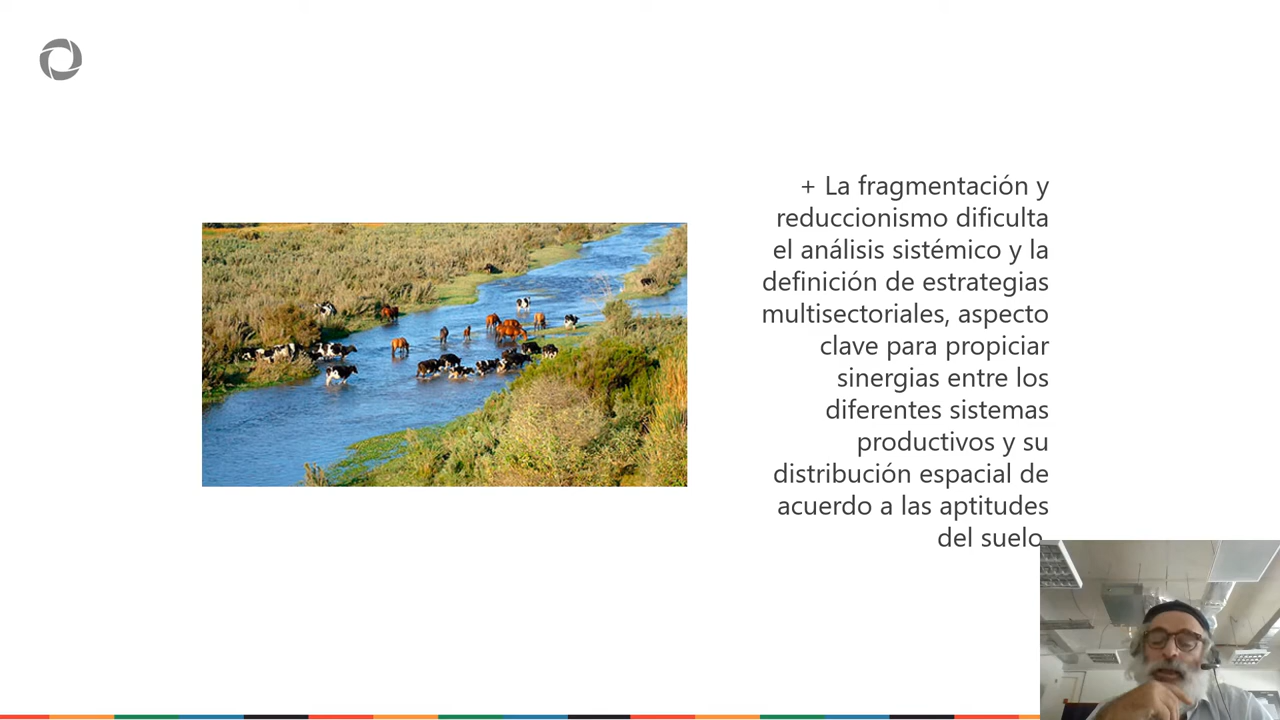 + La fragmentación y
reduccionismo dificulta
el análisis sistémico y la
definición de estrategias
multisectoriales, aspecto
clave para propiciar
sinergias entre los
diferentes sistemas
productivos y su
distribución espacial de
acuerdo a las aptitudes
del suelo.